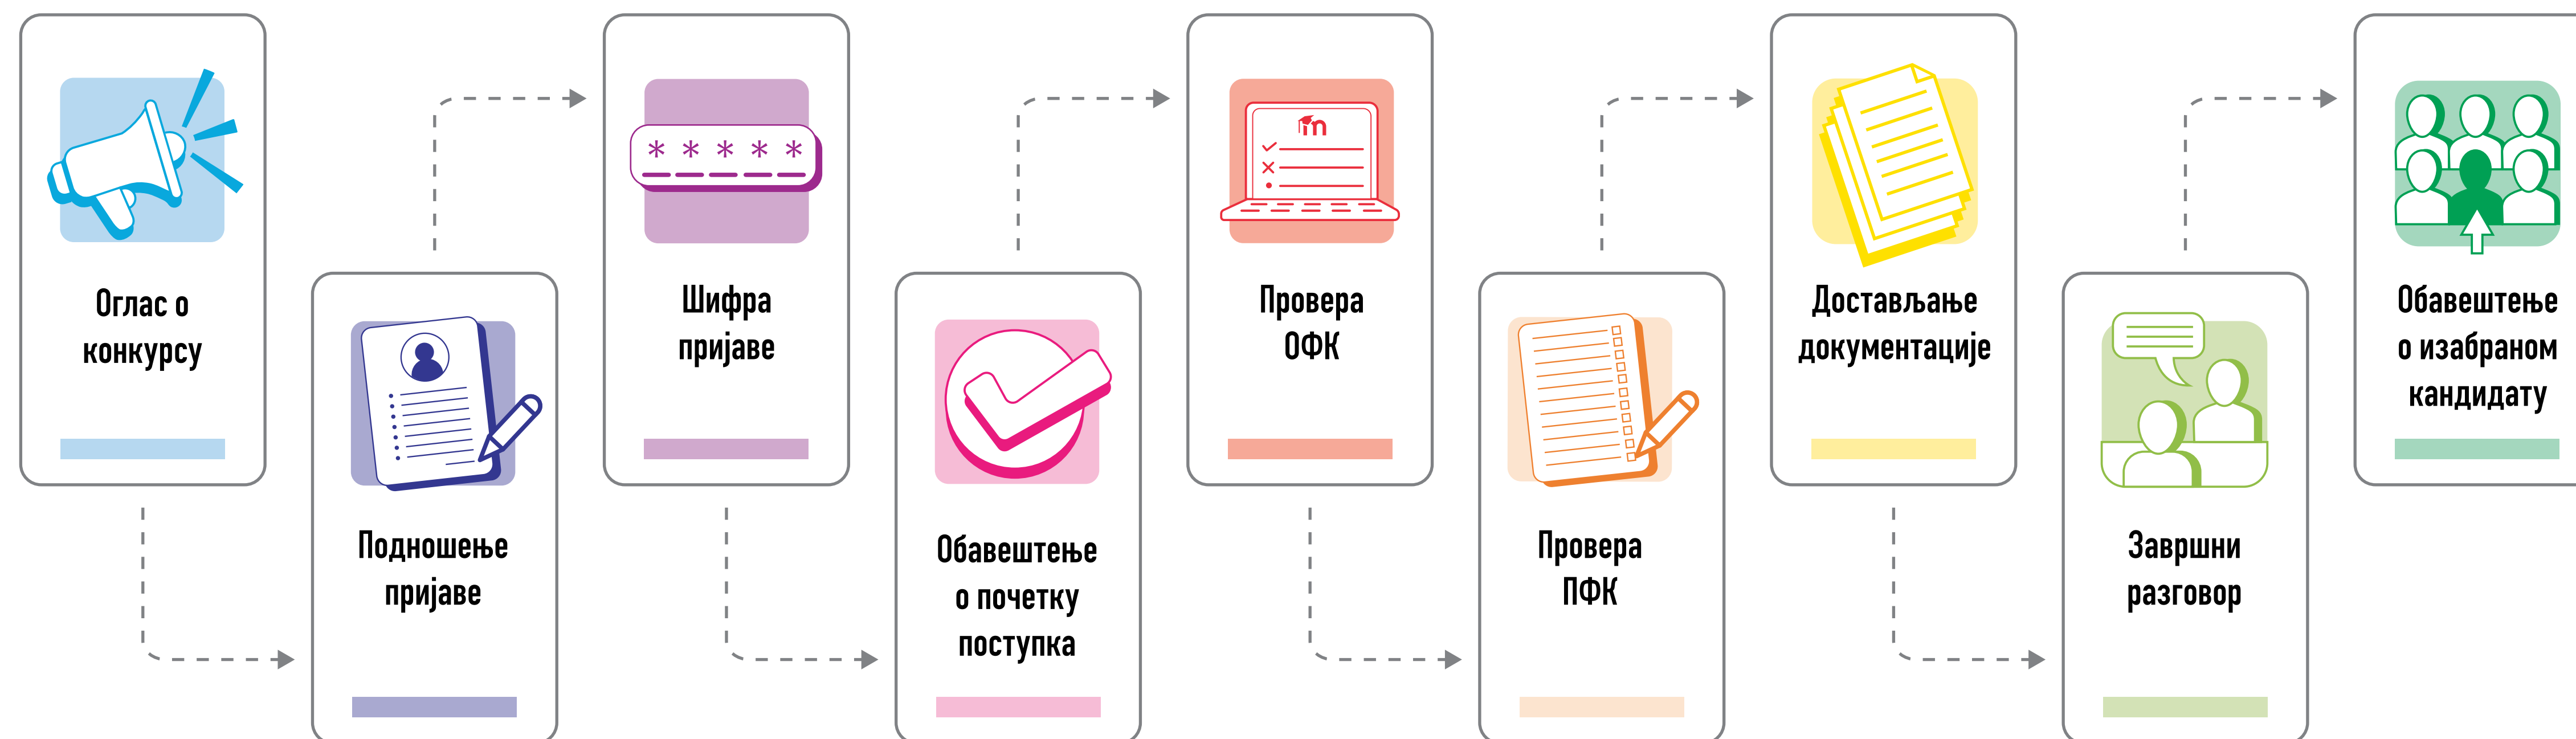 Оглас о
конкурсу
Подношење
пријаве
Шифра
пријаве
Обавештење
о почетку
поступка
Провера
ОФК
Провера
ПФК
Достављање
документације
Завршни
разговор
Обавештење
о изабраном
кандидату